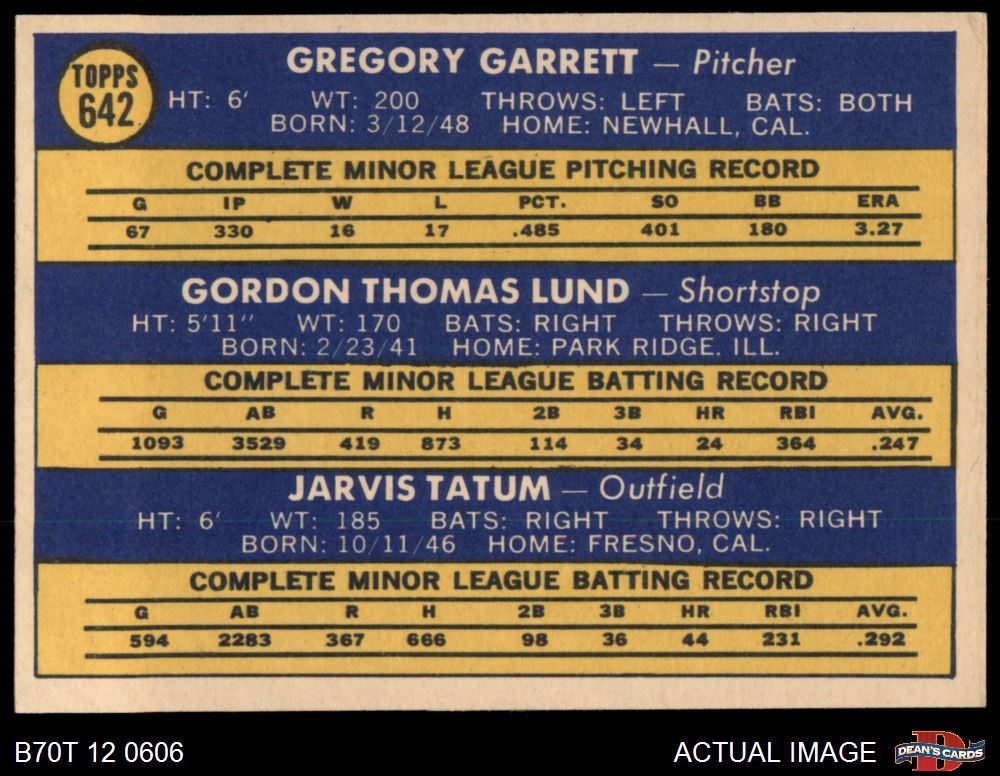 TOPPS
642
GREGORY GARRETT — Pitcher
HT: 6' WT: 200 THROWS: LEFT BATS: BOTH
BORN: 3/12/48 HOME: NEWHALL, CAL.
COMPLETE MINOR LEAGUE PITCHING RECORD
G IP W L PCT. SO BB ERA
67 330 16 17 .485 401 180 3.27
GORDON THOMAS LUND — Shortstop
HT: 5'11" WT: 170 BATS: RIGHT THROWS: RIGHT
BORN: 2/23/41 HOME: PARK RIDGE. ILL.
COMPLETE MINOR LEAGUE BATTING RECORD
G AB R H 2B 3B HR RBI AVG.
1093 3529 419 873 114 34 24 364 .247
JARVIS TATUM — Outfield
HT: 6' WT: 185 BATS: RIGHT THROWS: RIGHT
BORN: 10/11/46 HOME: FRESNO, CAL.
COMPLETE MINOR LEAGUE BATTING RECORD
G AB R H 2B 3B HR RBI AVG.
594 2283 367 666 98 36 44 231 .292
B70T 12 0606 ACTUAL IMAGE D DEAN'S CARDS